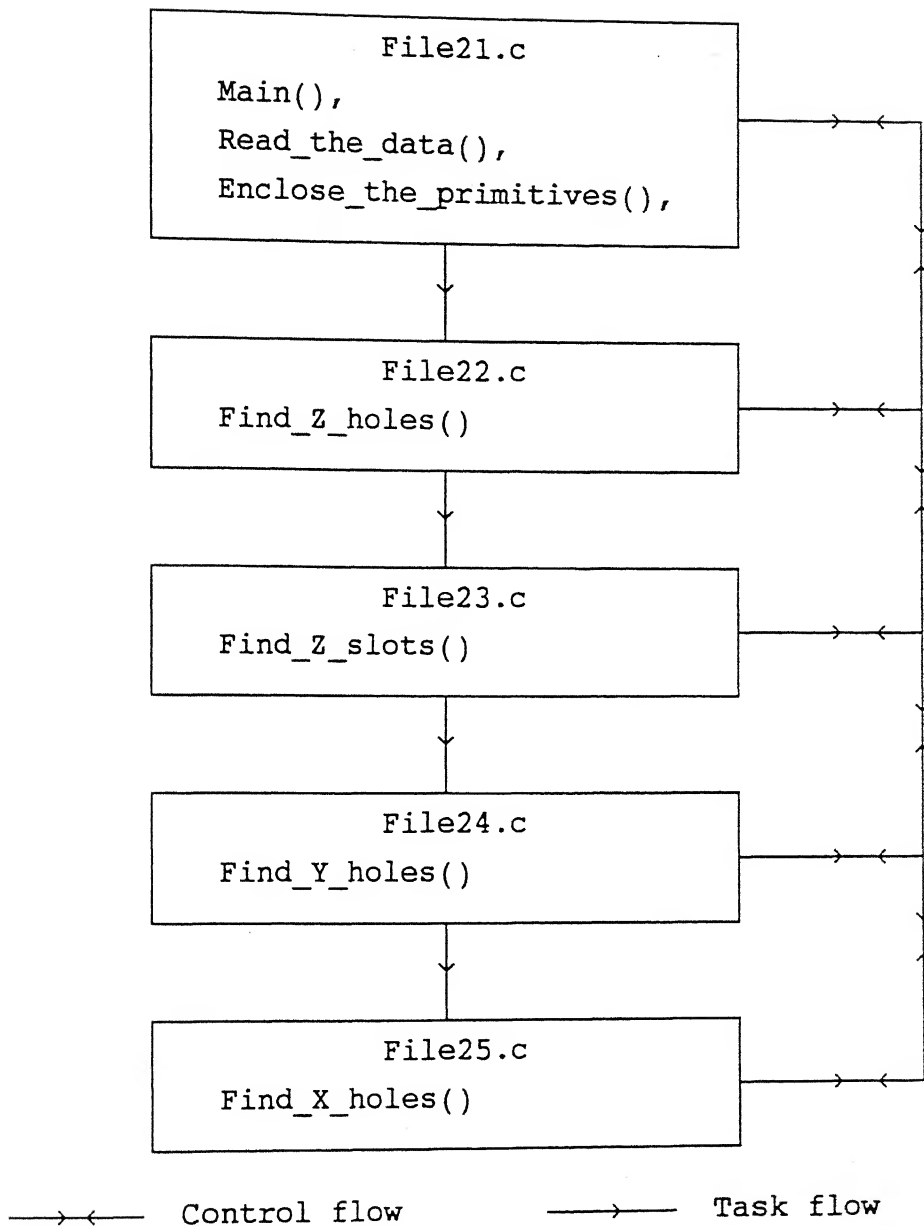 File21.c
Main(),
Read_the_data(),
Enclose_the_primitives(),
File22.c
Find_Z_holes()
File23.c
Find_Z_slots()
File24.c
Find_Y_holes()
File25.c
Find_X_holes()
Control flow
Task flow